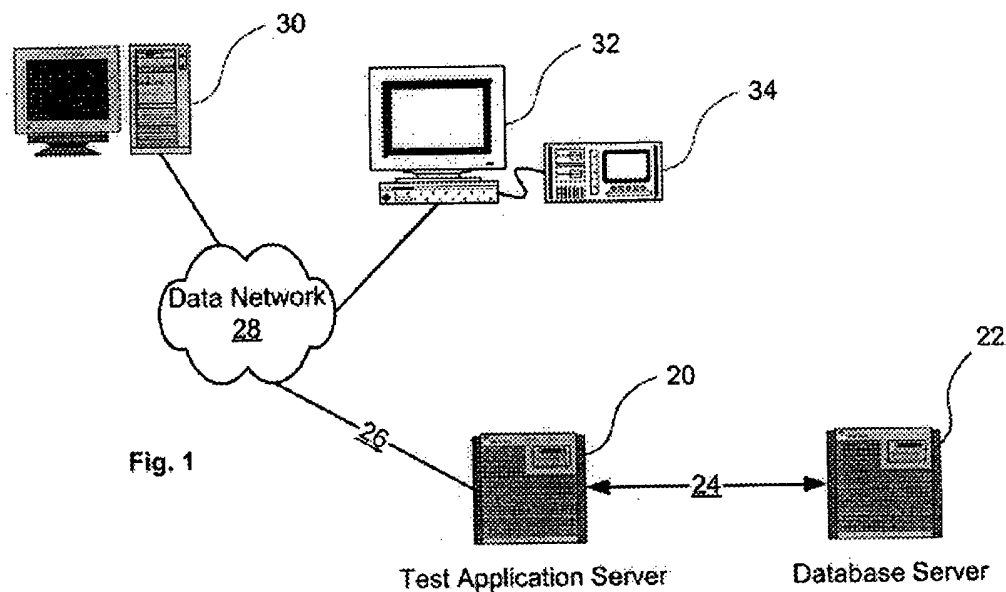 30
32
34
Data Network
28
22
20
26
Fig. 1
24
Test Application Server
Database Server